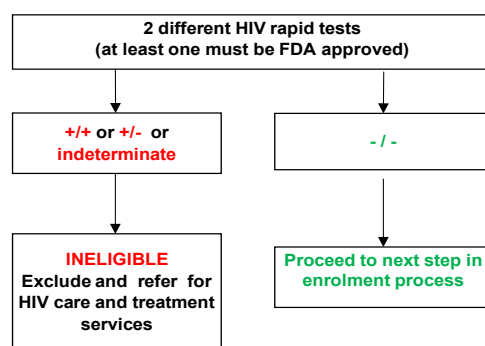 2 different HIV rapid tests
(at least one must be FDA approved)
+/+ or +/- or
indeterminate
- / -
INELIGIBLE
Exclude and refer for
HIV care and treatment
services
Proceed to next step in
enrolment process